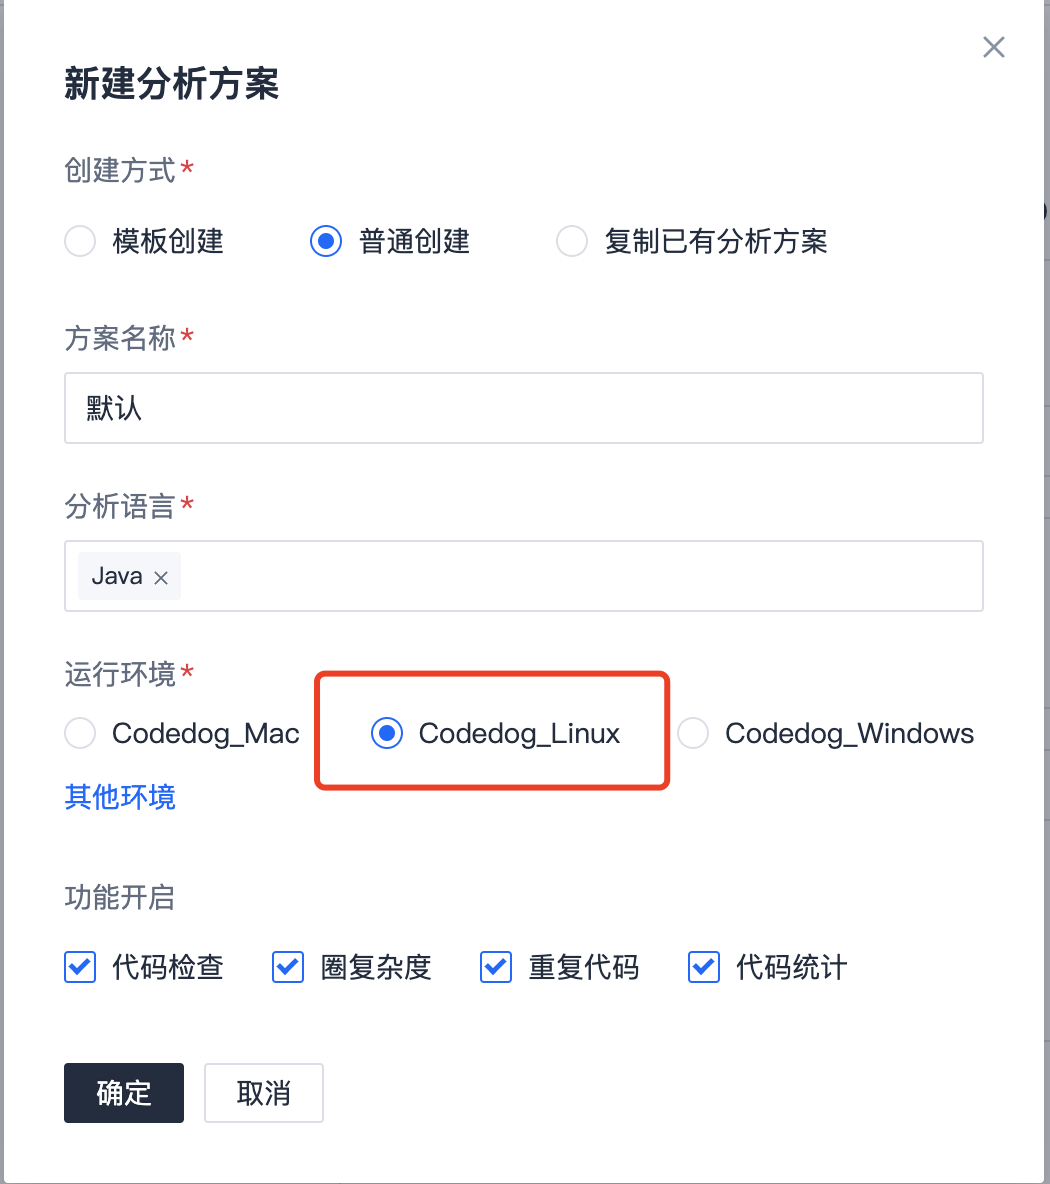 新建分析方案
创建方式*
模板创建 普通创建 复制已有分析方案
方案名称*
默认
分析语言*
Java
运行环境*
Codedog_Mac Codedog_Linux Codedog_Windows
其他环境
功能开启
代码检查 圈复杂度 重复代码 代码统计
确定 取消